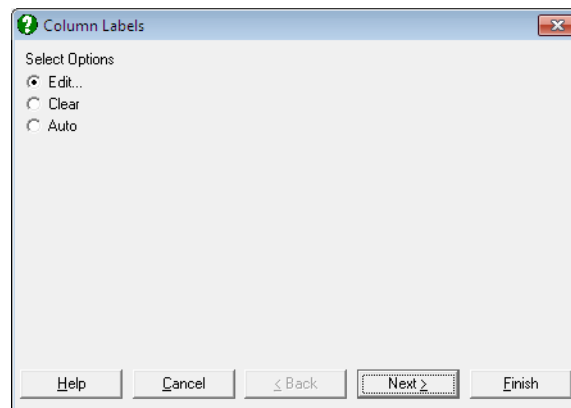 Column Labels
Select Options
Edit...
Clear
Auto
Help Cancel < Back Next > Finish